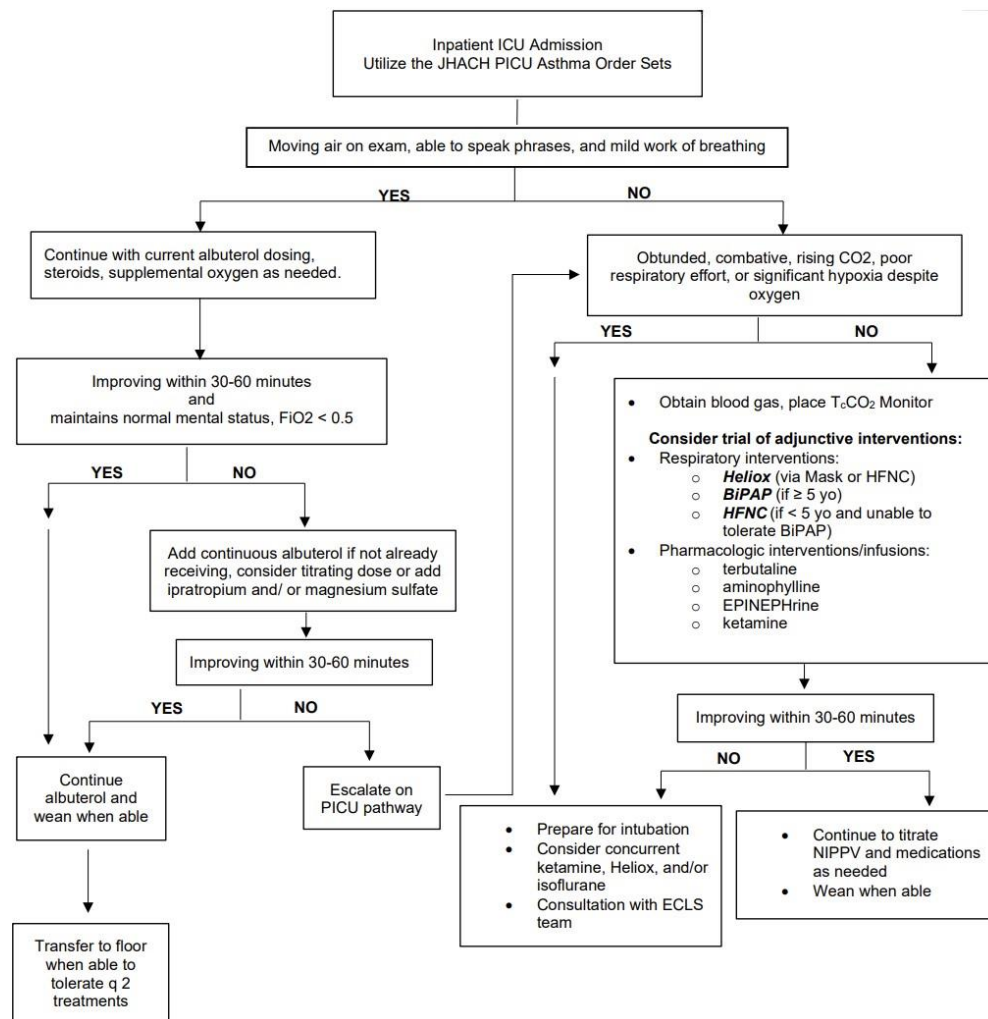 Inpatient ICU Admission
Utilize the JHACH PICU Asthma Order Sets
Moving air on exam, able to speak phrases, and mild work of breathing
YES
NO
Continue with current albuterol dosing,
steroids, supplemental oxygen as needed.
Obtunded, combative, rising CO2, poor
respiratory effort, or significant hypoxia despite
oxygen
YES
NO
Improving within 30-60 minutes
and
maintains normal mental status, FiO2 < 0.5
YES
NO
• Obtain blood gas, place TcCO2 Monitor
Consider trial of adjunctive interventions:
• Respiratory interventions:
o Heliox (via Mask or HFNC)
o BiPAP (if ≥ 5 yo)
o HFNC (if < 5 yo and unable to
tolerate BiPAP)
• Pharmacologic interventions/infusions:
o terbutaline
o aminophylline
o EPINEPHrine
o ketamine
Add continuous albuterol if not already
receiving, consider titrating dose or add
ipratropium and/ or magnesium sulfate
Improving within 30-60 minutes
YES
NO
Improving within 30-60 minutes
NO
YES
Continue
albuterol and
wean when able
Escalate on
PICU pathway
• Prepare for intubation
• Consider concurrent
ketamine, Heliox, and/or
isoflurane
• Consultation with ECLS
team
• Continue to titrate
NIPPV and medications
as needed
• Wean when able
Transfer to floor
when able to
tolerate q 2
treatments